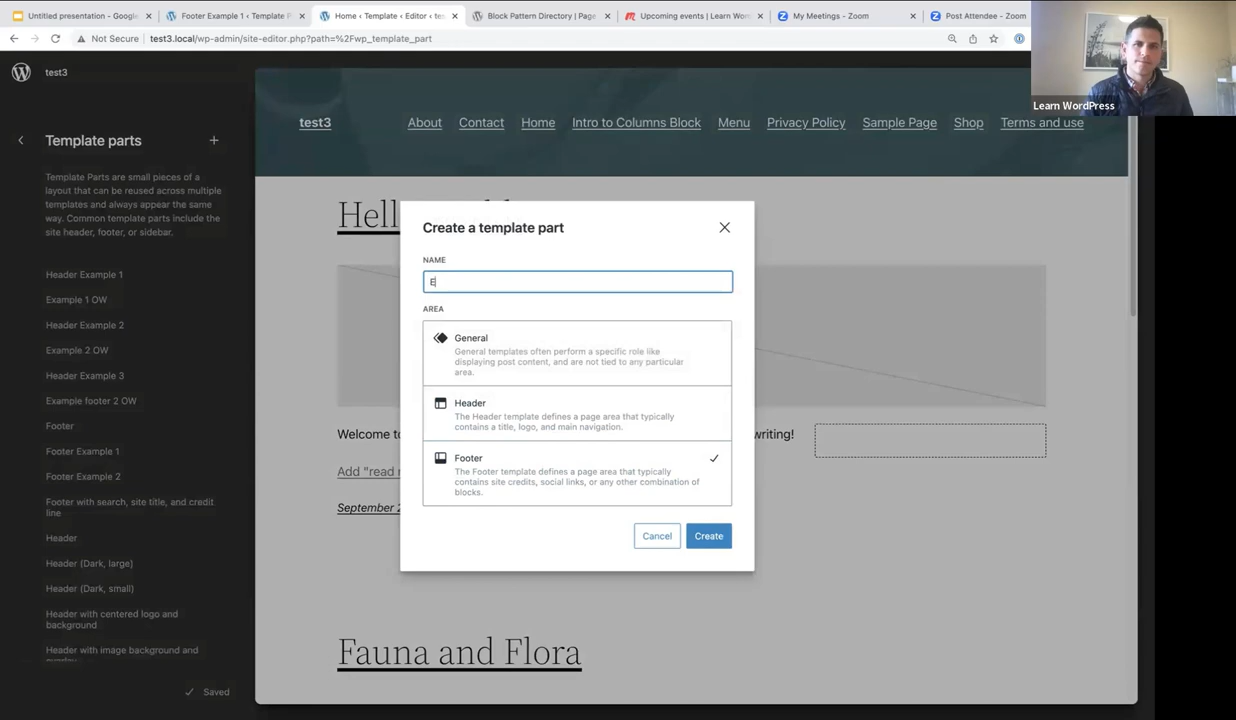 Untitled presentation - Google
Footer Example 1 ‹ Template P
Home ‹ Template ‹ Editor ‹ tes
Block Pattern Directory | Page
Upcoming events | Learn Wor
My Meetings - Zoom
Post Attendee - Zoom
Not Secure
test3.local/wp-admin/site-editor.php?path=%2Fwp_template_part
Learn WordPress
test3
Template parts
Template Parts are small pieces of a
layout that can be reused across multiple
templates and always appear the same
way. Common template parts include the
site header, footer, or sidebar.
Header Example 1
Example 1 OW
Header Example 2
Example 2 OW
Header Example 3
Example footer 2 OW
Footer
Footer Example 1
Footer Example 2
Footer with search, site title, and credit
line
Header
Header (Dark, large)
Header (Dark, small)
Header with centered logo and
background
Header with image background and
Saved
test3
About
Contact
Home
Intro to Columns Block
Menu
Privacy Policy
Sample Page
Shop
Terms and use
Hell
Welcome to
writing!
Add "read
September 2
Fauna and Flora
Create a template part
NAME
E
AREA
General
General templates often perform a specific role like
displaying post content, and are not tied to any particular
area.
Header
The Header template defines a page area that typically
contains a title, logo, and main navigation.
Footer
The Footer template defines a page area that typically
contains site credits, social links, or any other combination of
blocks.
Cancel
Create